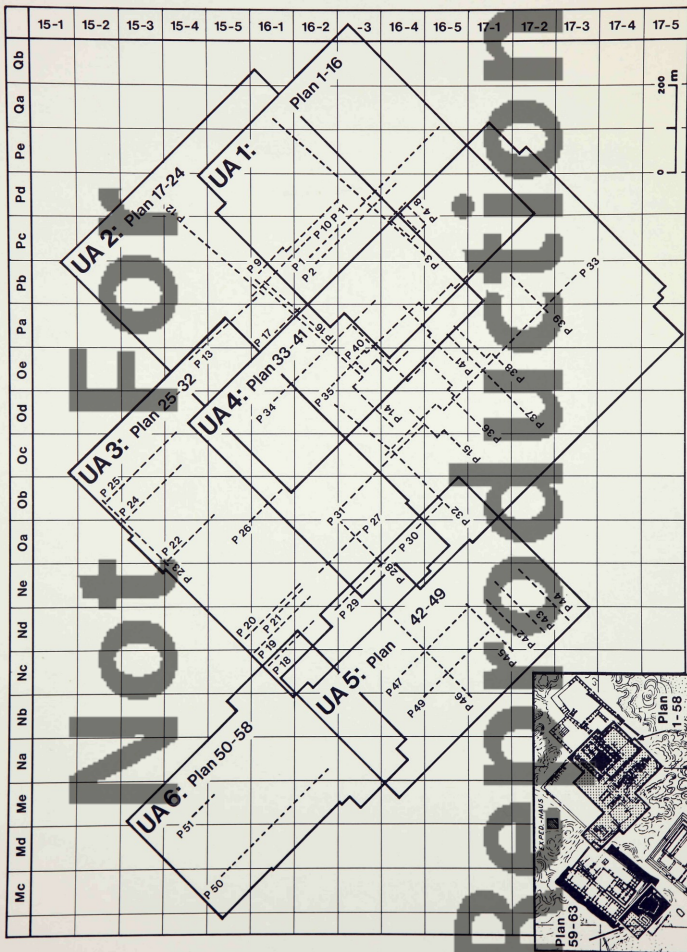 15-1 15-2 15-3 15-4 15-5 16-1 16-2 -3 16-4 16-5 17-1 17-2 17-3 17-4 17-5
Qb
Qa
Pe
Pd
Pc
Pb
Pa
Oe
Od
Oc
Ob
Oa
Ne
Nd
Nc
Nb
Na
Me
Md
Mc
UA 1: Plan 1-16
UA 2: Plan 17-24
UA 3: Plan 25-32
UA 4: Plan 33-41
UA 5: Plan 42-49
UA 6: Plan 50-58
P 12
P 9
P 10
P 11
P 1
P 2
P 4
P 8
P 3
P 13
P 17
P 16
P 40
P 34
P 35
P 14
P 41
P 38
P 39
P 33
P 37
P 36
P 15
P 25
P 24
P 22
P 23
P 26
P 31
P 27
P 32
P 30
P 28
P 29
P 20
P 21
P 19
P 18
P 47
P 49
P 46
P 45
P 42
P 43
P 44
P 51
P 50
0 200 m
EXPED.-HAUS
Plan 1-58
Plan 59-63
Not For Reproduction